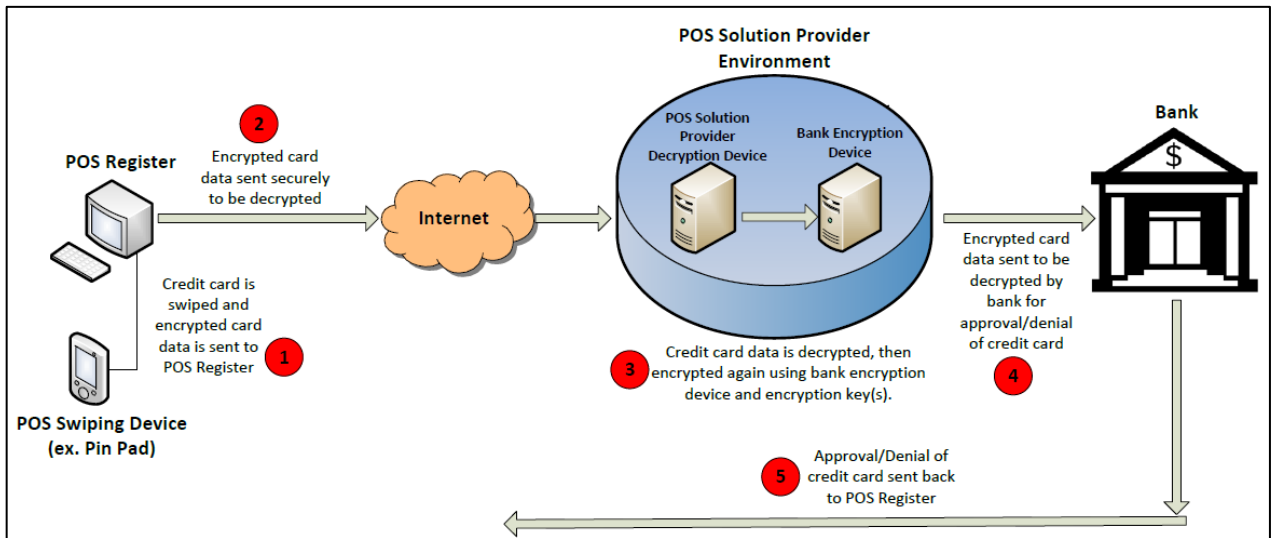 POS Solution Provider
Environment
POS Solution
Provider
Decryption Device
Bank Encryption
Device
Bank
$
2
Encrypted card
data sent securely
to be decrypted
POS Register
Internet
Credit card is
swiped and
encrypted card
data is sent to
POS Register
1
POS Swiping Device
(ex. Pin Pad)
3
Credit card data is decrypted, then
encrypted again using bank encryption
device and encryption key(s).
Encrypted card
data sent to be
decrypted by
bank for
approval/denial
of credit card
4
5
Approval/Denial of
credit card sent back
to POS Register